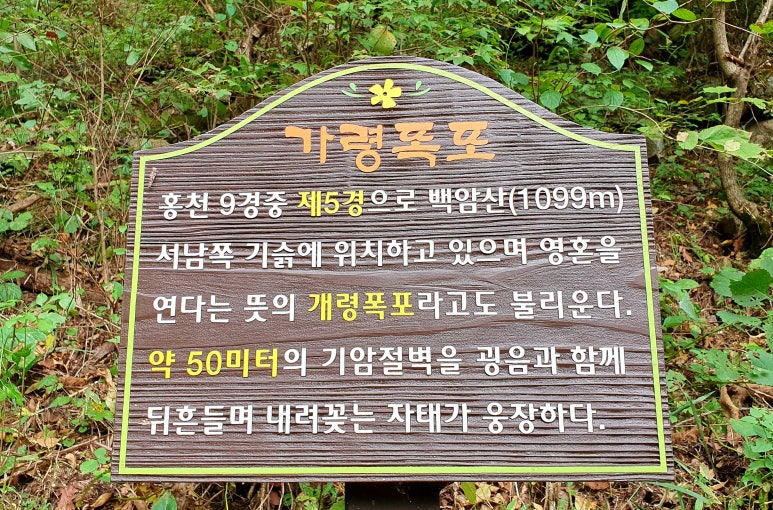 가령폭포
홍천 9경중 제5경으로 백암산(1099m)
서남쪽 기슭에 위치하고 있으며 영혼을
연다는 뜻의 개령폭포라고도 불리운다.
약 50미터의 기암절벽을 굉음과 함께
뒤흔들며 내려꽂는 자태가 웅장하다.